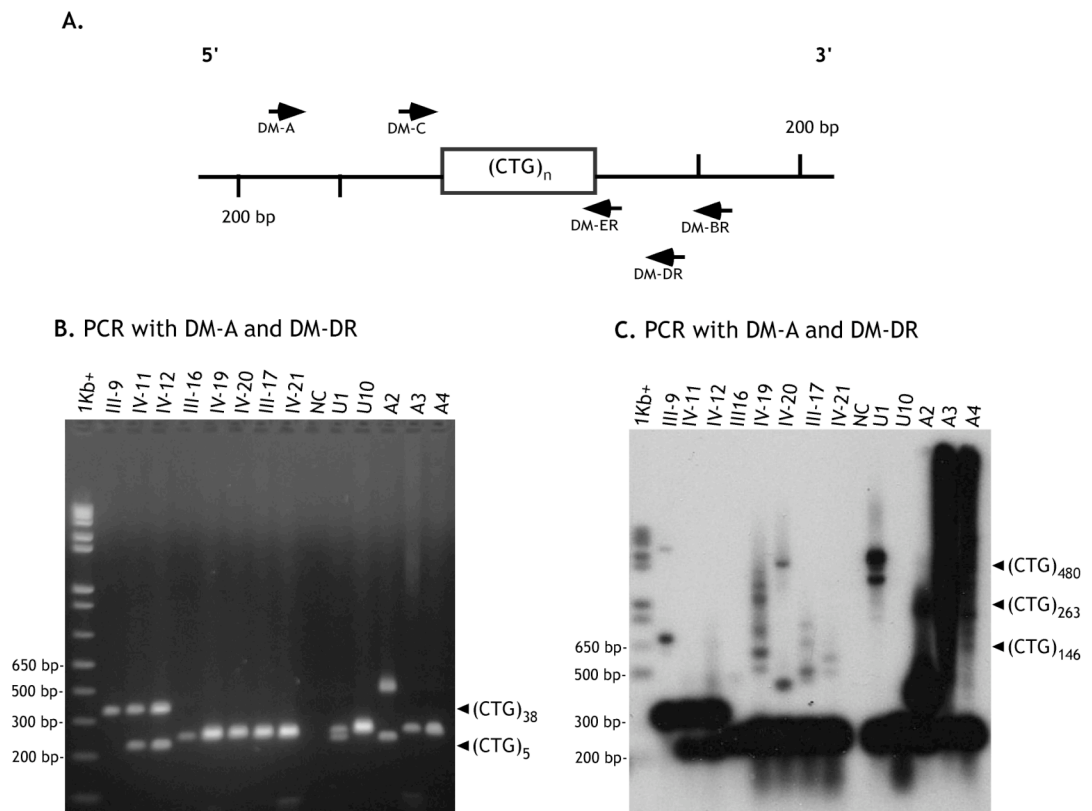 A.
5'
3'
DM-A
DM-C
200 bp
(CTG)n
200 bp
DM-ER
DM-BR
DM-DR
B. PCR with DM-A and DM-DR
1Kb+ III-9 IV-11 IV-12 III-16 IV-19 IV-20 III-17 IV-21 NC U1 U10 A2 A3 A4
650 bp-
500 bp-
300 bp-
200 bp-
(CTG)38
(CTG)5
C. PCR with DM-A and DM-DR
1Kb+ III-9 IV-11 IV-12 III16 IV-19 IV-20 III-17 IV-21 NC U1 U10 A2 A3 A4
650 bp-
500 bp-
300 bp-
200 bp-
(CTG)480
(CTG)263
(CTG)146